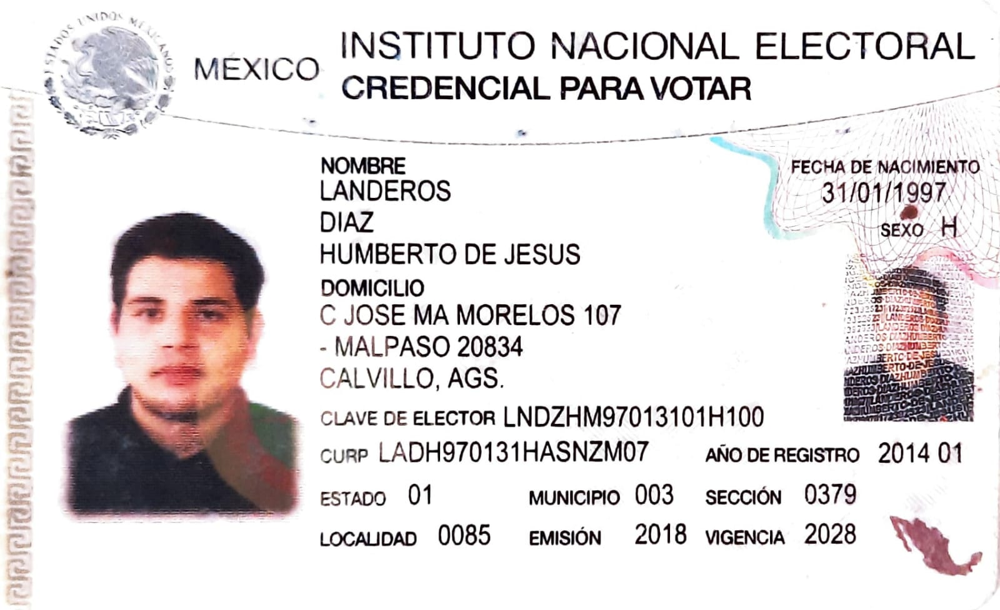 ESTADOS UNIDOS MEXICANOS
MÉXICO
INSTITUTO NACIONAL ELECTORAL
CREDENCIAL PARA VOTAR
NOMBRE
LANDEROS
DIAZ
HUMBERTO DE JESUS
FECHA DE NACIMIENTO
31/01/1997
SEXO H
DOMICILIO
C JOSE MA MORELOS 107
- MALPASO 20834
CALVILLO, AGS.
CLAVE DE ELECTOR LNDZHM97013101H100
CURP LADH970131HASNZM07
AÑO DE REGISTRO 2014 01
ESTADO 01 MUNICIPIO 003 SECCIÓN 0379
LOCALIDAD 0085 EMISIÓN 2018 VIGENCIA 2028